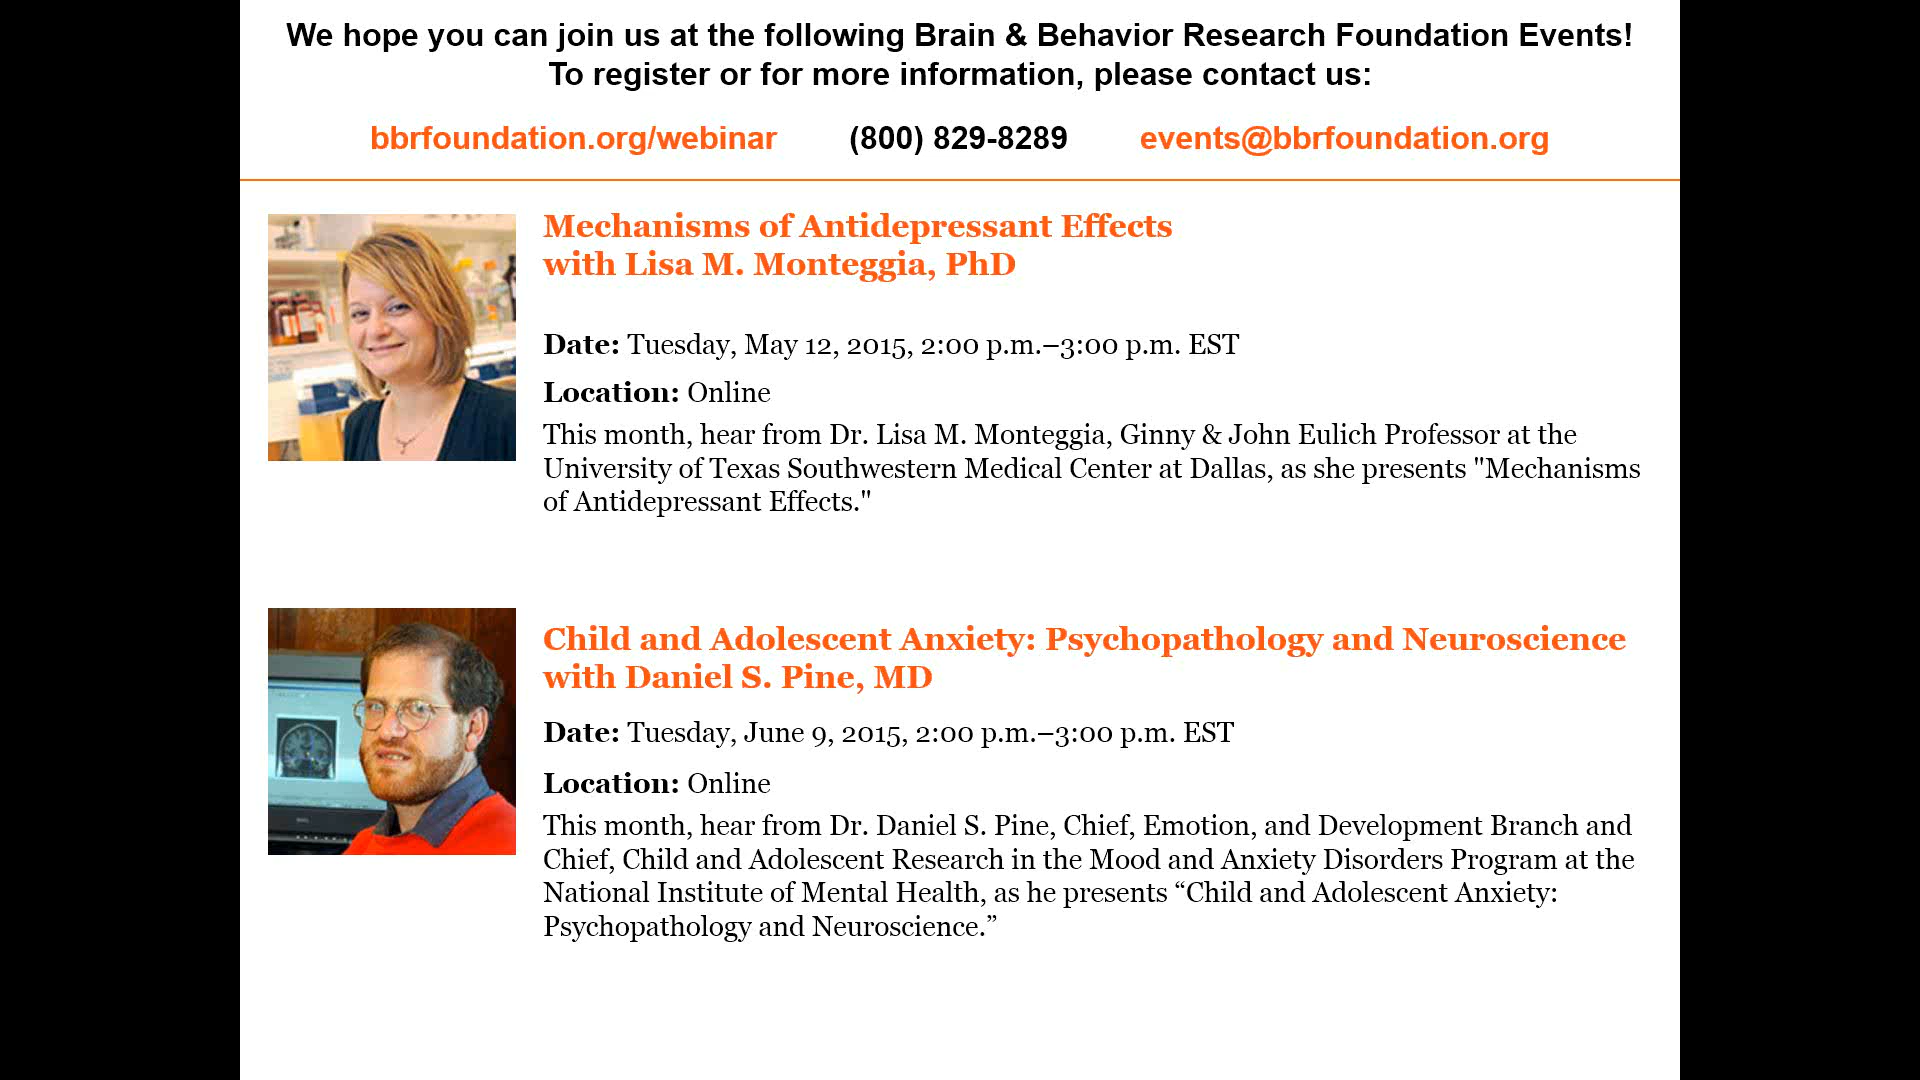 We hope you can join us at the following Brain & Behavior Research Foundation Events!
To register or for more information, please contact us:
bbrfoundation.org/webinar (800) 829-8289 events@bbrfoundation.org
Mechanisms of Antidepressant Effects
with Lisa M. Monteggia, PhD
Date: Tuesday, May 12, 2015, 2:00 p.m.–3:00 p.m. EST
Location: Online
This month, hear from Dr. Lisa M. Monteggia, Ginny & John Eulich Professor at the
University of Texas Southwestern Medical Center at Dallas, as she presents "Mechanisms
of Antidepressant Effects."
Child and Adolescent Anxiety: Psychopathology and Neuroscience
with Daniel S. Pine, MD
Date: Tuesday, June 9, 2015, 2:00 p.m.–3:00 p.m. EST
Location: Online
This month, hear from Dr. Daniel S. Pine, Chief, Emotion, and Development Branch and
Chief, Child and Adolescent Research in the Mood and Anxiety Disorders Program at the
National Institute of Mental Health, as he presents “Child and Adolescent Anxiety:
Psychopathology and Neuroscience.”